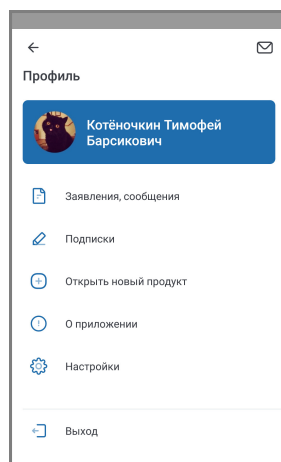 Профиль
Котёночкин Тимофей
Барсикович
Заявления, сообщения
Подписки
Открыть новый продукт
О приложении
Настройки
Выход